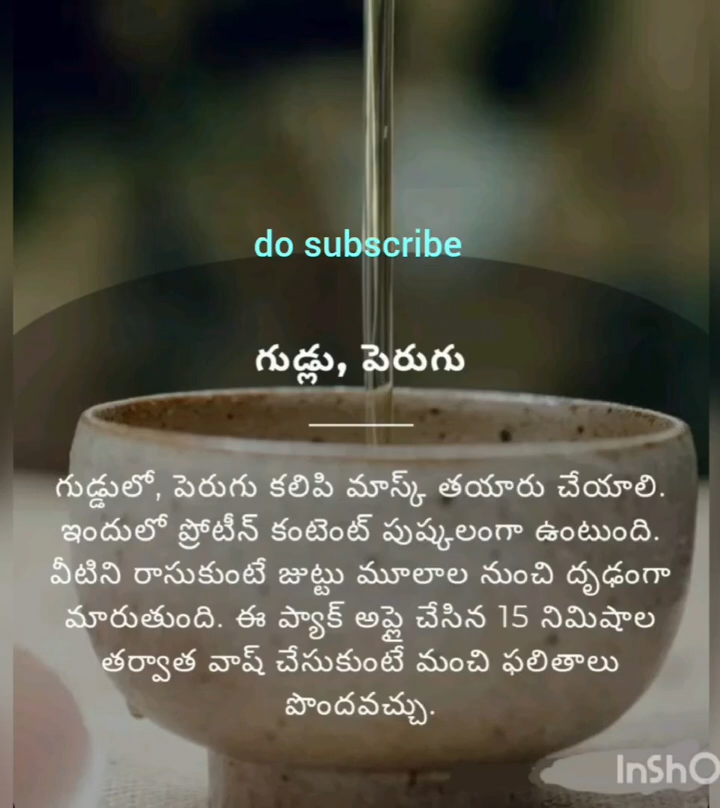 do subscribe
గుడ్లు, పెరుగు
గుడ్డులో, పెరుగు కలిపి మాస్క్ తయారు చేయాలి.
ఇందులో ప్రోటీన్ కంటెంట్ పుష్కలంగా ఉంటుంది.
వీటిని రాసుకుంటే జుట్టు మూలాల నుంచి దృఢంగా
మారుతుంది. ఈ ప్యాక్ అప్లై చేసిన 15 నిమిషాల
తర్వాత వాష్ చేసుకుంటే మంచి ఫలితాలు
పొందవచ్చు.
InShO